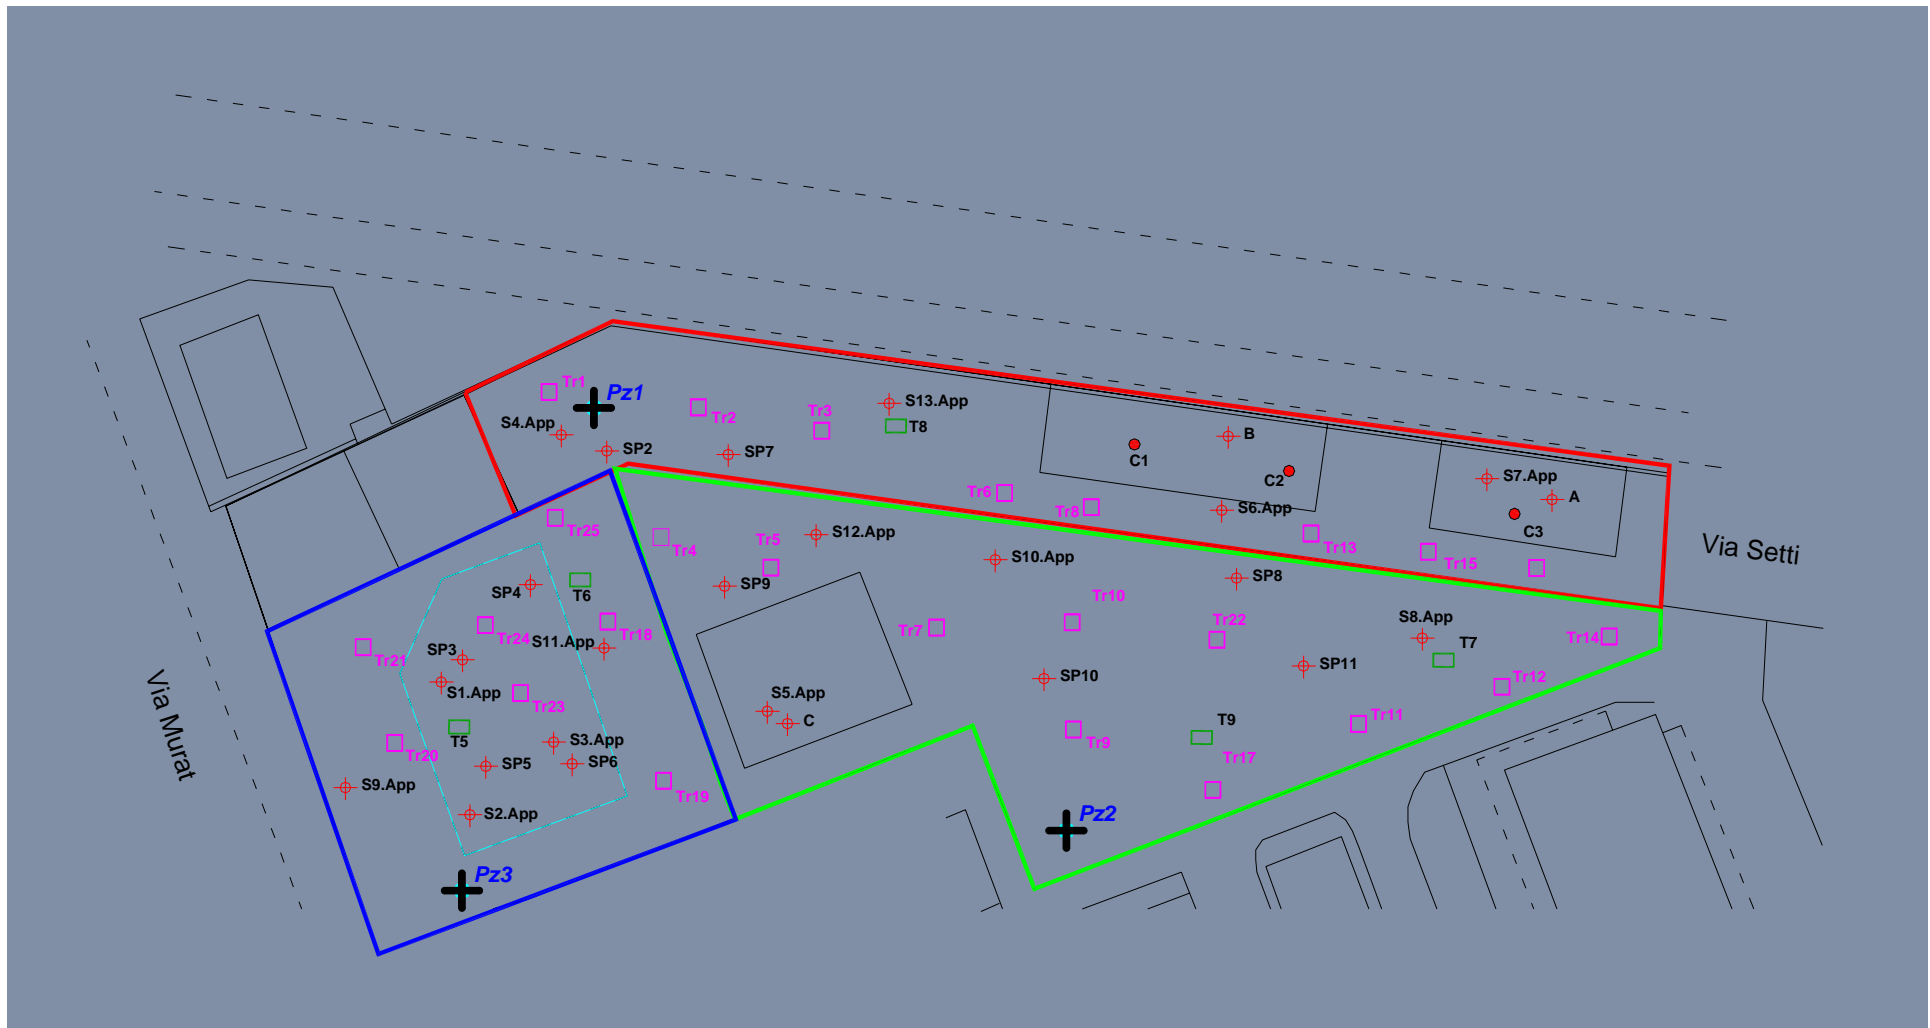 Tr1
Pz1
S13.App
Tr2
Tr3
T8
S4.App
SP2
SP7
B
C1
C2
S7.App
A
Tr6
Tr8
S6.App
C3
Tr25
Tr4
Tr5
S12.App
S10.App
Tr13
Tr15
Via Setti
SP4
T6
SP9
SP8
Tr10
Tr24
Tr18
Tr7
Tr22
S8.App
Tr14
Tr21
SP3
S11.App
T7
S1.App
SP10
SP11
Tr12
Via Murat
Tr23
S5.App
C
T5
S3.App
Tr9
T9
Tr11
Tr20
SP5
SP6
Tr17
S9.App
Tr19
S2.App
Pz2
Pz3